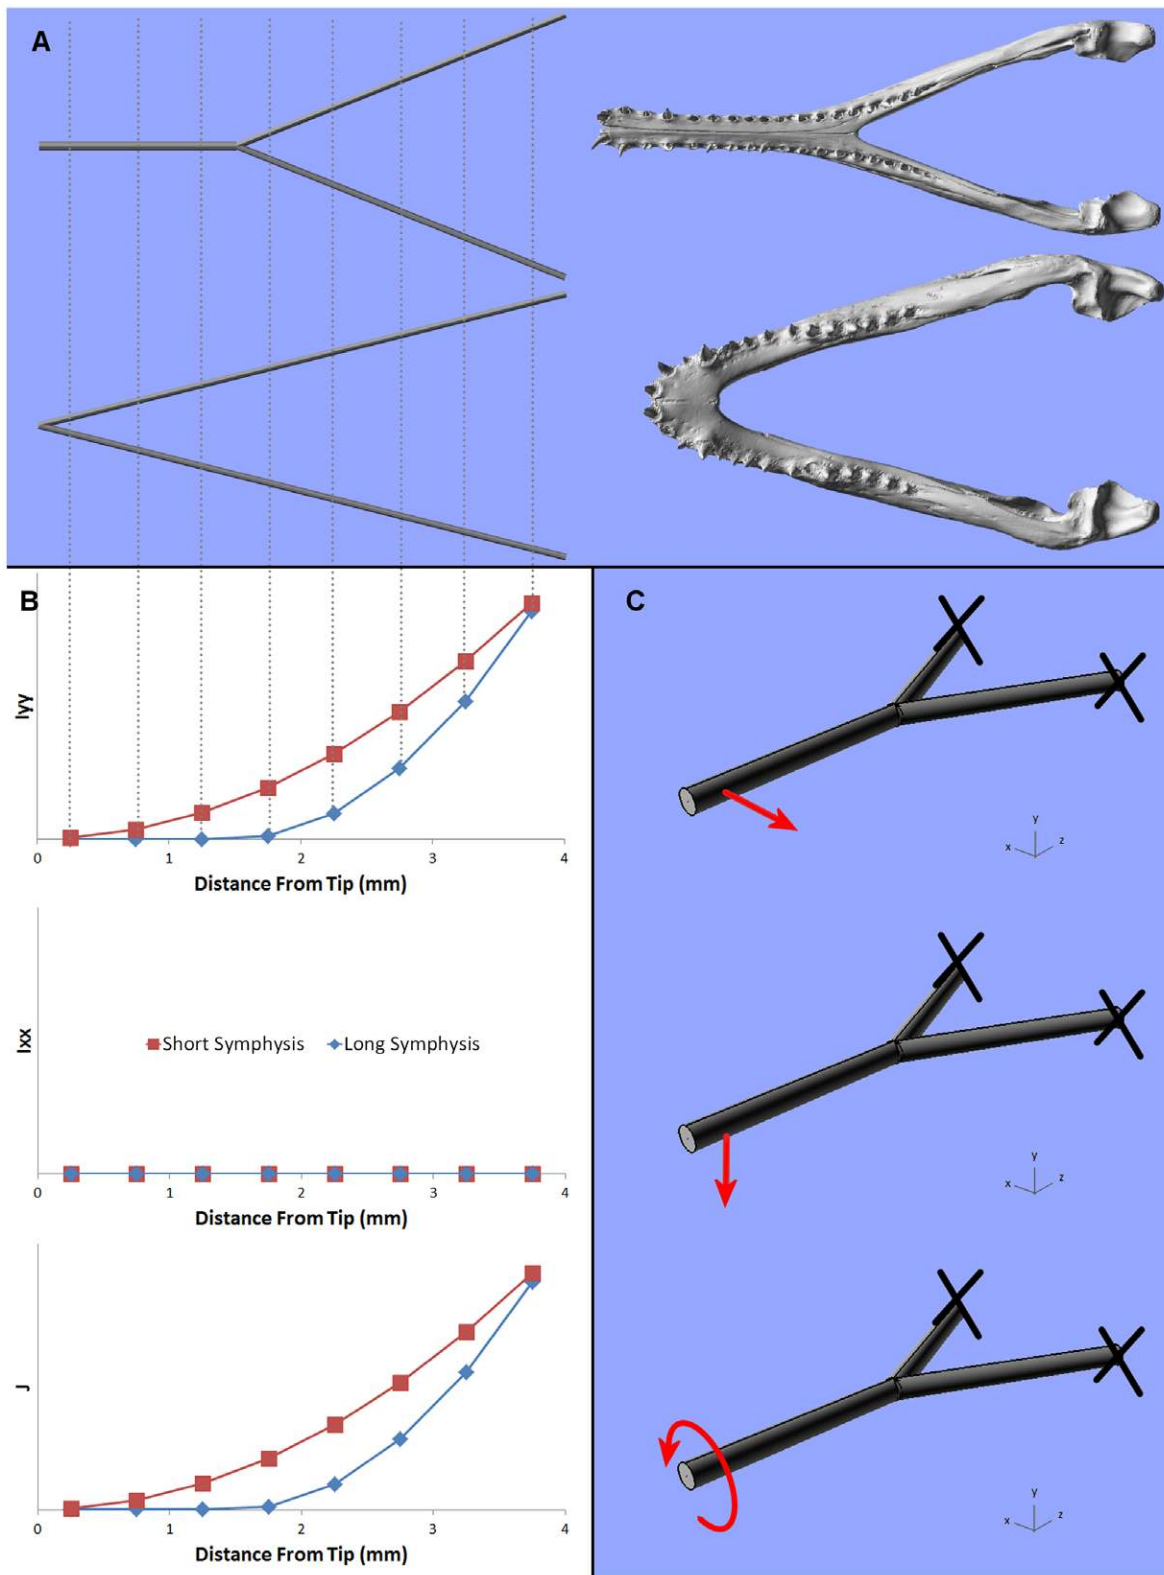 A
B
C
Iyy
0 1 2 3 4
Distance From Tip (mm)
y
x z
Ixx
Short Symphysis Long Symphysis
0 1 2 3 4
Distance From Tip (mm)
y
x z
J
0 1 2 3 4
Distance From Tip (mm)
y
x z